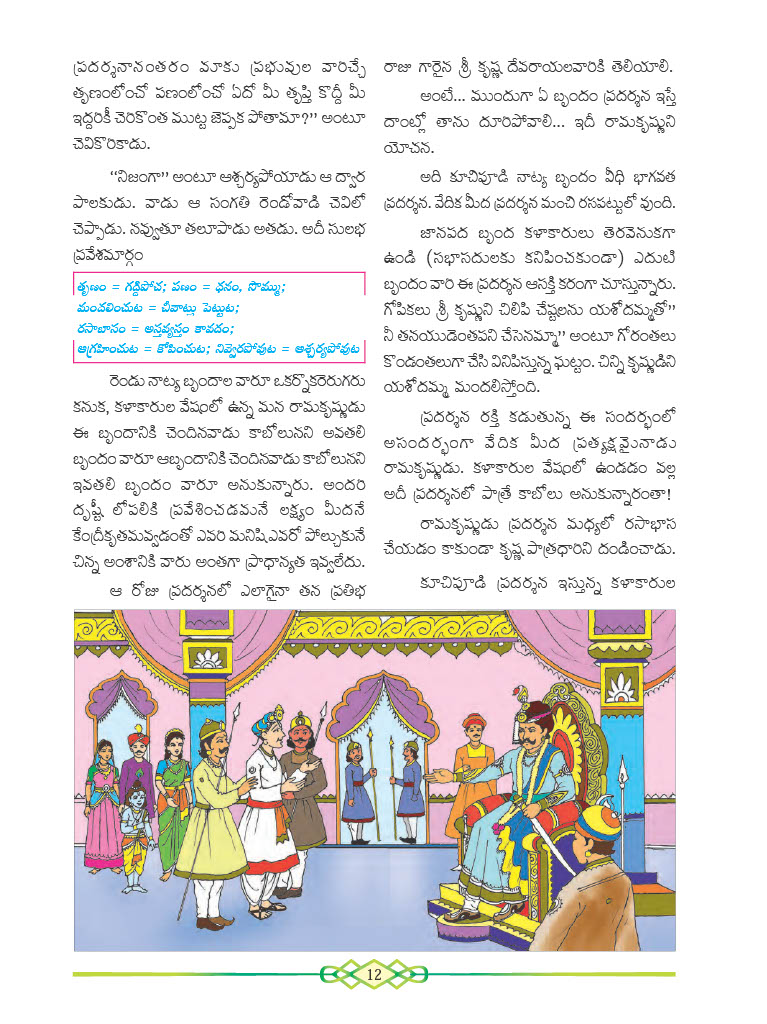 ప్రదర్శనానంతరం మాకు ప్రభువుల వారిచ్చే
తృణంలోంచో పణంలోంచో ఏదో మీ తృప్తి కొద్దీ మీ
ఇద్దరికీ చెరికొంత ముట్ట జెప్పక పోతామా?’’ అంటూ
చెవికొరికాడు.
‘‘నిజంగా’’ అంటూ ఆశ్చర్యపోయాడు ఆ ద్వార
పాలకుడు. వాడు ఆ సంగతి రెండోవాడి చెవిలో
చెప్పాడు. నవ్వుతూ తలూపాడు అతడు. అదీ సులభ
ప్రవేశమార్గం
తృణం = గడ్డిపోచ; పణం = ధనం, సొమ్ము;
మందలించుట = చీవాట్లు పెట్టుట;
రసాభాసం = అస్తవ్యస్తం కావడం;
ఆగ్రహించుట = కోపించుట; నివ్వెరపోవుట = ఆశ్చర్యపోవుట
రెండు నాట్య బృందాల వారూ ఒకర్నొకరెరుగరు
కనుక, కళాకారుల వేషంలో ఉన్న మన రామకృష్ణుడు
ఈ బృందానికి చెందినవాడు కాబోలునని అవతలి
బృందం వారూ ఆబృందానికి చెందినవాడు కాబోలునని
ఇవతలి బృందం వారూ అనుకున్నారు. అందరి
దృష్టీ లోపలికి ప్రవేశించడమనే లక్ష్యం మీదనే
కేంద్రీకృతమవ్వడంతో ఎవరి మనిషిఎవరో పోల్చుకునే
చిన్న అంశానికి వారు అంతగా ప్రాధాన్యత ఇవ్వలేదు.
ఆ రోజు ప్రదర్శనలో ఎలాగైనా తన ప్రతిభ
రాజు గారైన శ్రీ కృష్ణ దేవరాయలవారికి తెలియాలి.
అంటే... ముందుగా ఏ బృందం ప్రదర్శన ఇస్తే
దాంట్లో తాను దూరిపోవాలి... ఇదీ రామకృష్ణుని
యోచన.
అది కూచిపూడి నాట్య బృందం వీధి భాగవత
ప్రదర్శన. వేదిక మీద ప్రదర్శన మంచి రసపట్టులో వుంది.
జానపద బృంద కళాకారులు తెరవెనుకగా
ఉండి (సభాసదులకు కనిపించకుండా) ఎదుటి
బృందం వారి ఈ ప్రదర్శన ఆసక్తి కరంగా చూస్తున్నారు.
గోపికలు శ్రీ కృష్ణుని చిలిపి చేష్టలను యశోదమ్మతో’’
నీ తనయుడెంతపని చేసెనమ్మా’’ అంటూ గోరంతలు
కొండంతలుగా చేసి వినిపిస్తున్న ఘట్టం. చిన్ని కృష్ణుడిని
యశోదమ్మ మందలిస్తోంది.
ప్రదర్శన రక్తి కడుతున్న ఈ సందర్భంలో
అసందర్భంగా వేదిక మీద ప్రత్యక్షమైనాడు
రామకృష్ణుడు. కళాకారుల వేషంలో ఉండడం వల్ల
అదీ ప్రదర్శనలో పాత్రే కాబోలు అనుకున్నారంతా!
రామకృష్ణుడు ప్రదర్శన మధ్యలో రసాభాస
చేయడం కాకుండా కృష్ణ పాత్రధారిని దండించాడు.
కూచిపూడి ప్రదర్శన ఇస్తున్న కళాకారుల
12